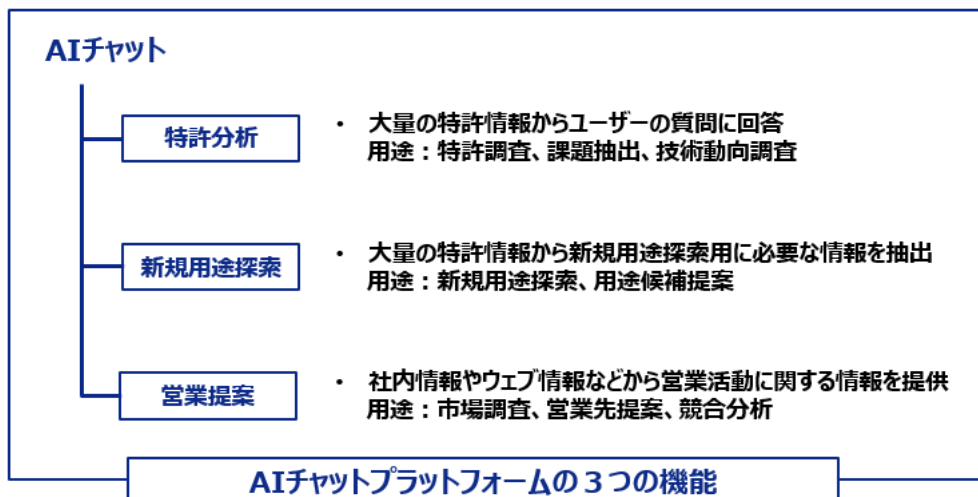 AIチャット
特許分析
・ 大量の特許情報からユーザーの質問に回答
用途：特許調査、課題抽出、技術動向調査
新規用途探索
・ 大量の特許情報から新規用途探索用に必要な情報を抽出
用途：新規用途探索、用途候補提案
営業提案
・ 社内情報やウェブ情報などから営業活動に関する情報を提供
用途：市場調査、営業先提案、競合分析
AIチャットプラットフォームの３つの機能